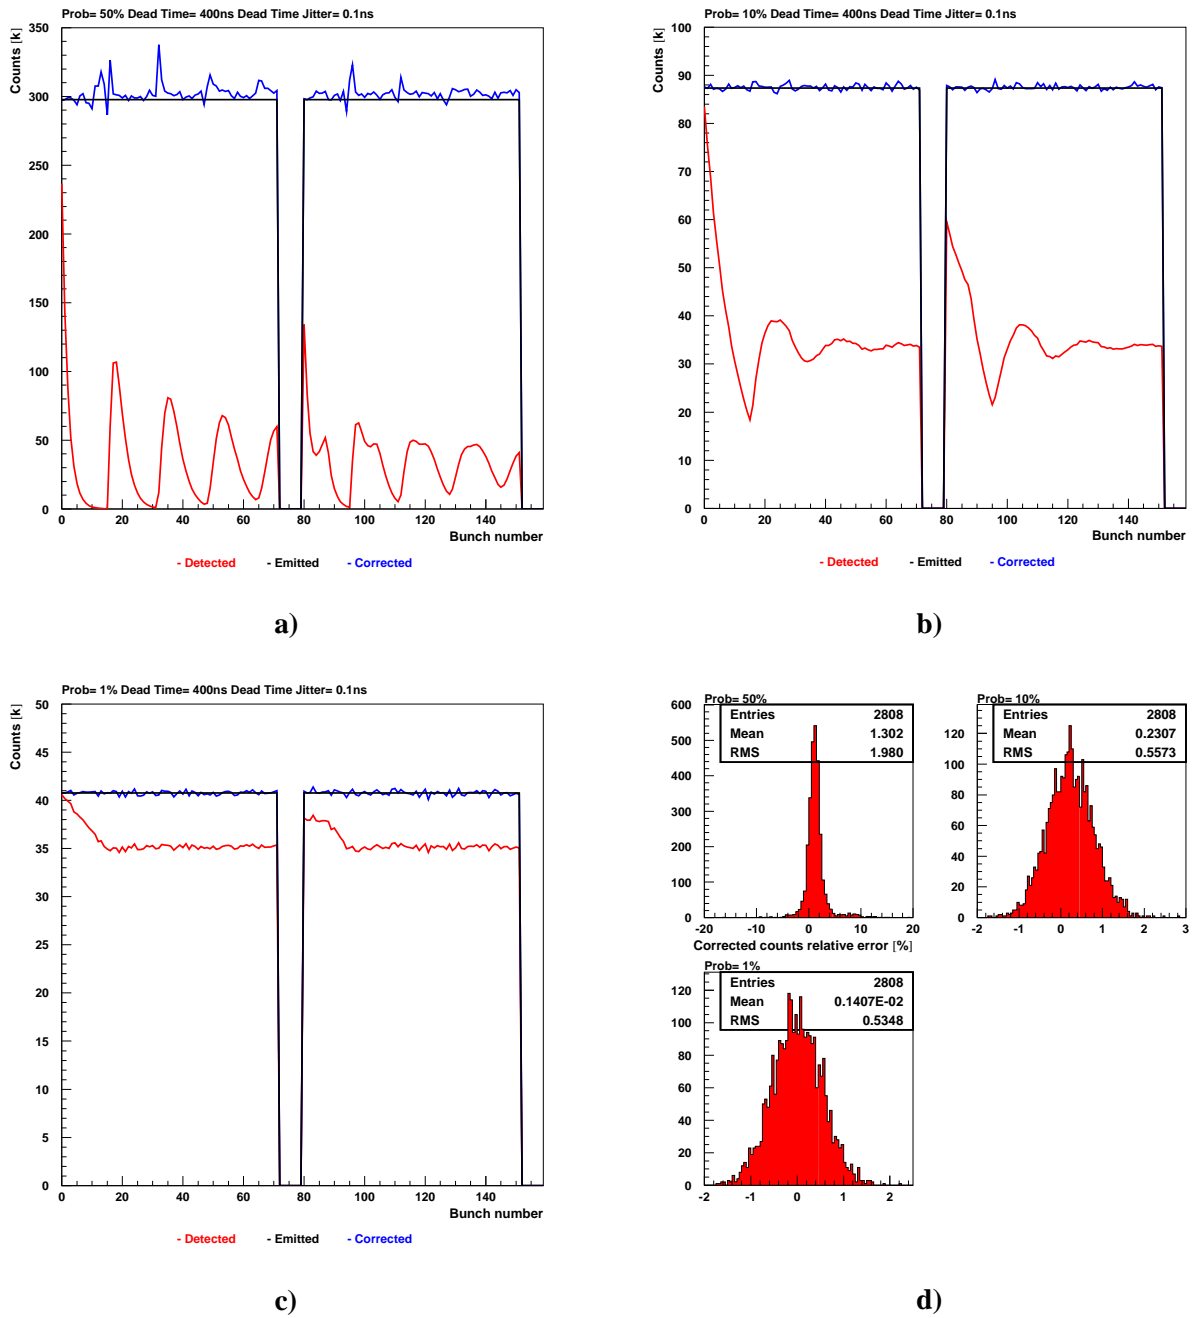 Prob= 50% Dead Time= 400ns Dead Time Jitter= 0.1ns
Counts [k]
350
300
250
200
150
100
50
0
0 20 40 60 80 100 120 140
Bunch number
- Detected - Emitted - Corrected
a)
Prob= 10% Dead Time= 400ns Dead Time Jitter= 0.1ns
Counts [k]
100
90
80
70
60
50
40
30
20
10
0
0 20 40 60 80 100 120 140
Bunch number
- Detected - Emitted - Corrected
b)
Prob= 1% Dead Time= 400ns Dead Time Jitter= 0.1ns
Counts [k]
50
45
40
35
30
25
20
15
10
5
0
0 20 40 60 80 100 120 140
Bunch number
- Detected - Emitted - Corrected
c)
Prob= 50%
Entries 2808
Mean 1.302
RMS 1.980
600
500
400
300
200
100
0
-20 -10 0 10 20
Corrected counts relative error [%]
Prob= 10%
Entries 2808
Mean 0.2307
RMS 0.5573
120
100
80
60
40
20
0
-2 -1 0 1 2 3
Prob= 1%
Entries 2808
Mean 0.1407E-02
RMS 0.5348
120
100
80
60
40
20
0
-2 -1 0 1 2
d)